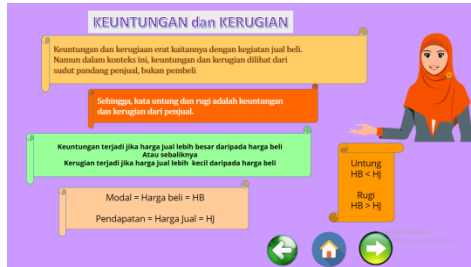 KEUNTUNGAN dan KERUGIAN
Keuntungan dan kerugiaan erat kaitannya dengan kegiatan jual beli.
Namun dalam konteks ini, keuntungan dan kerugian dilihat dari
sudut pandang penjual, bukan pembeli
Sehingga, kata untung dan rugi adalah keuntungan
dan kerugian dari penjual.
Keuntungan terjadi jika harga jual lebih besar daripada harga beli
Atau sebaliknya
Kerugian terjadi jika harga jual lebih kecil daripada harga beli
Modal = Harga beli = HB
Pendapatan = Harga Jual = HJ
Untung
HB < HJ
Rugi
HB > HJ